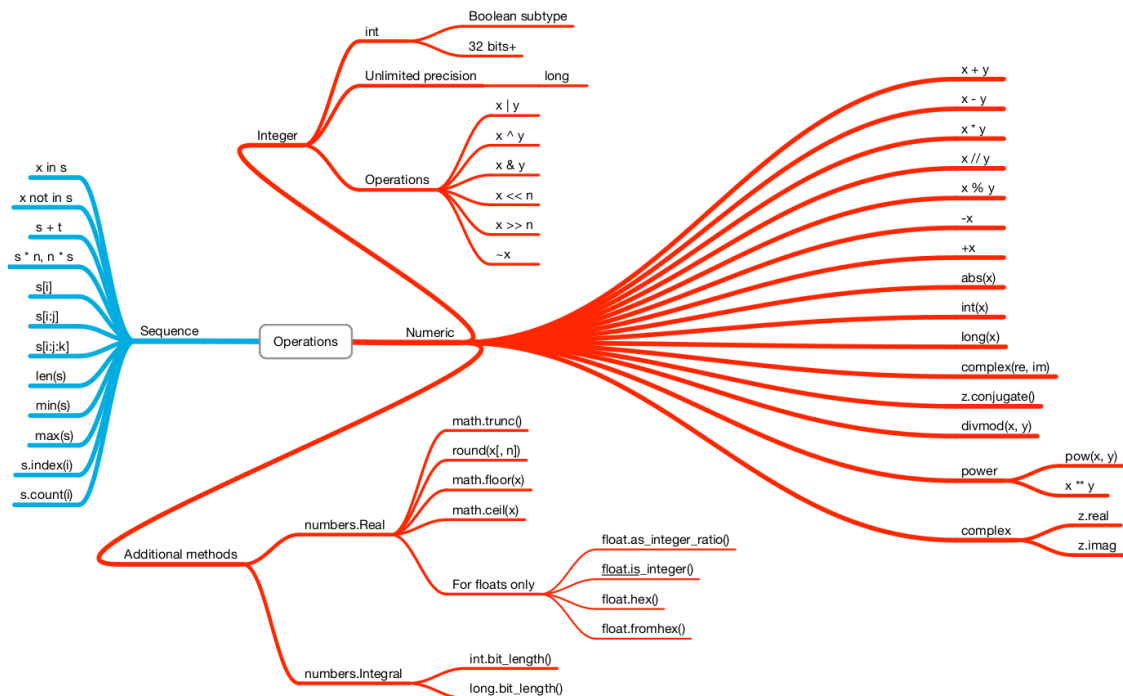 Operations
Sequence
x in s
x not in s
s + t
s * n, n * s
s[i]
s[i:j]
s[i:j:k]
len(s)
min(s)
max(s)
s.index(i)
s.count(i)
Numeric
Integer
int
Boolean subtype
32 bits+
Unlimited precision
long
Operations
x | y
x ^ y
x & y
x << n
x >> n
~x
x + y
x - y
x * y
x // y
x % y
-x
+x
abs(x)
int(x)
long(x)
complex(re, im)
z.conjugate()
divmod(x, y)
power
pow(x, y)
x ** y
complex
z.real
z.imag
Additional methods
numbers.Real
math.trunc()
round(x[, n])
math.floor(x)
math.ceil(x)
For floats only
float.as_integer_ratio()
float.is_integer()
float.hex()
float.fromhex()
numbers.Integral
int.bit_length()
long.bit_length()